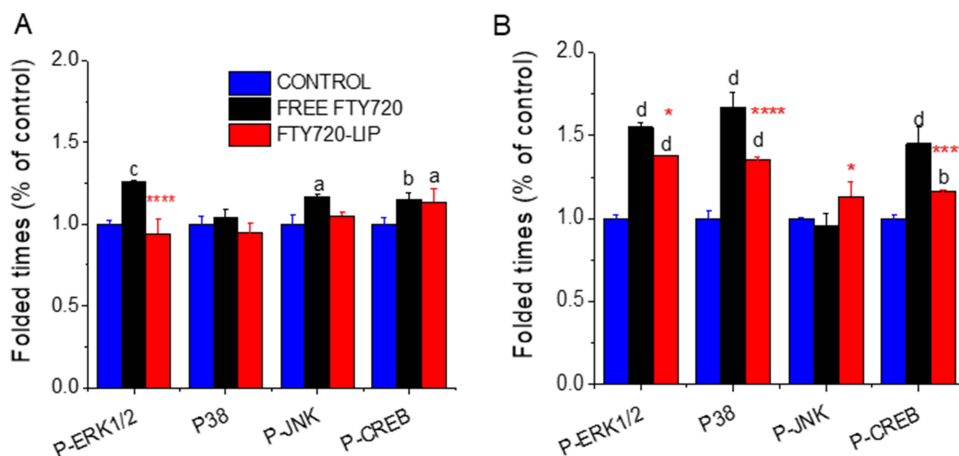 A
Folded times (% of control)
2.0
1.5
1.0
0.5
0.0
CONTROL
FREE FTY720
FTY720-LIP
c
****
a
b
a
P-ERK1/2
P38
P-JNK
P-CREB
B
Folded times (% of control)
2.0
1.5
1.0
0.5
0.0
d
*
d
d
****
d
*
d
***
b
P-ERK1/2
P38
P-JNK
P-CREB